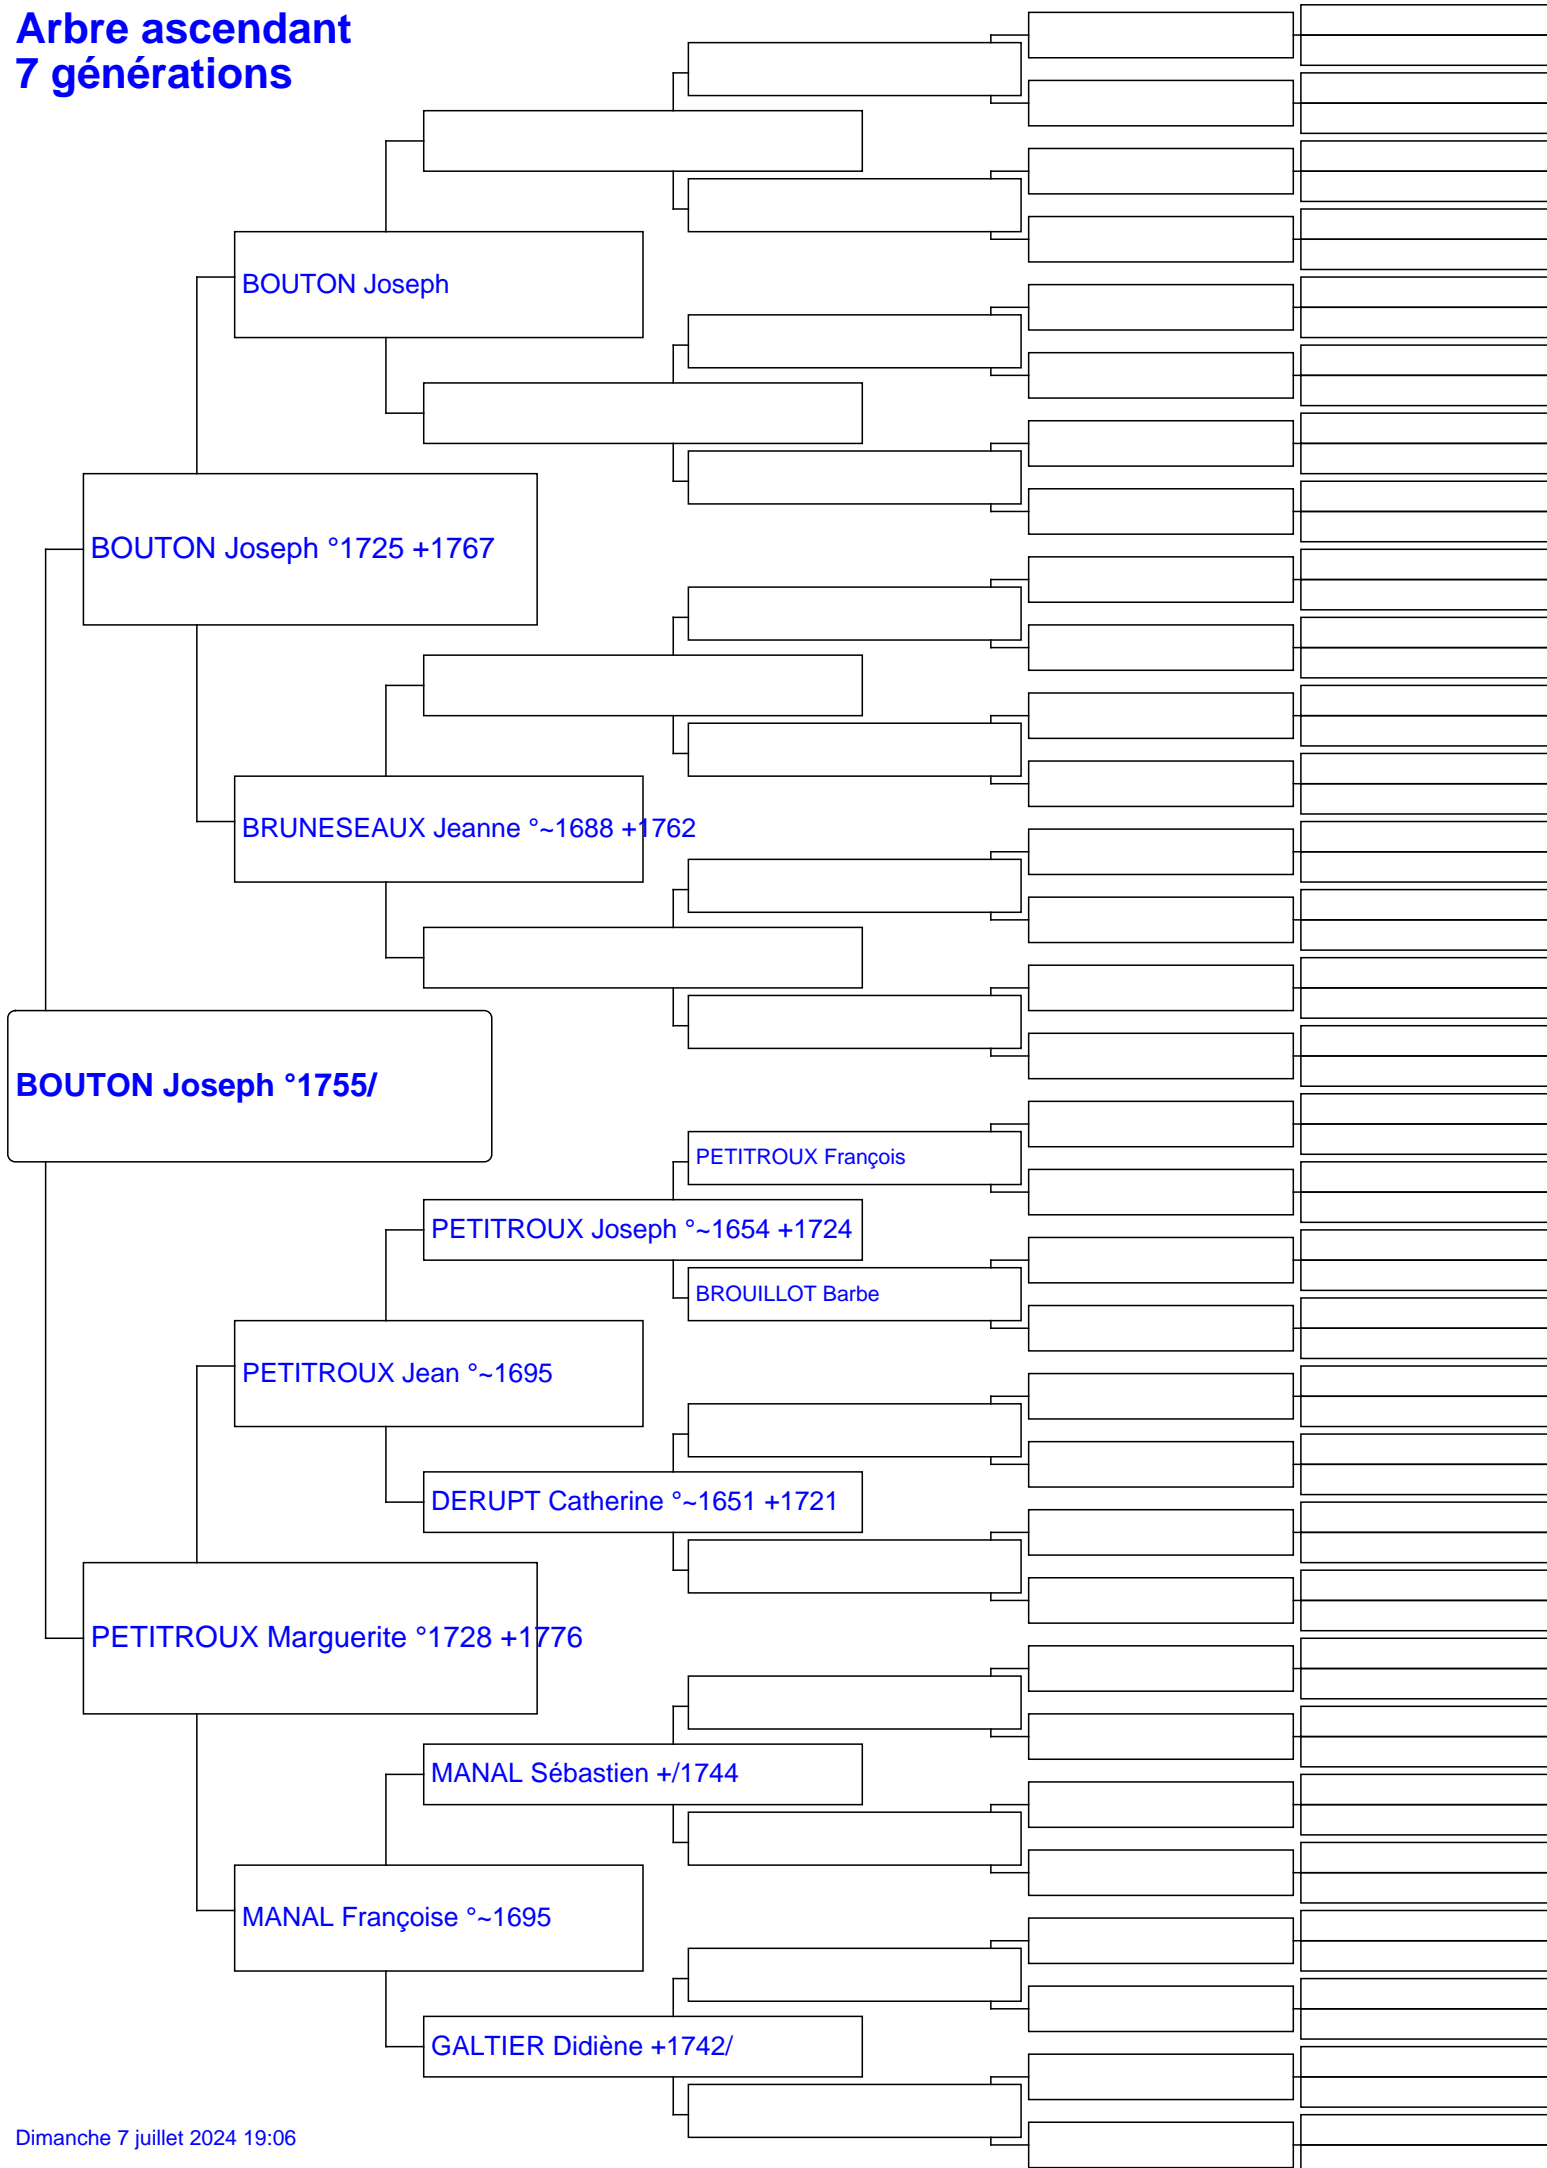 Arbre ascendant
7 générations
BOUTON Joseph
BOUTON Joseph °1725 +1767
BRUNESEAUX Jeanne °~1688 +1762
BOUTON Joseph °1755/
PETITROUX François
PETITROUX Joseph °~1654 +1724
BROUILLOT Barbe
PETITROUX Jean °~1695
DERUPT Catherine °~1651 +1721
PETITROUX Marguerite °1728 +1776
MANAL Sébastien +/1744
MANAL Françoise °~1695
GALTIER Didiène +1742/
Dimanche 7 juillet 2024 19:06